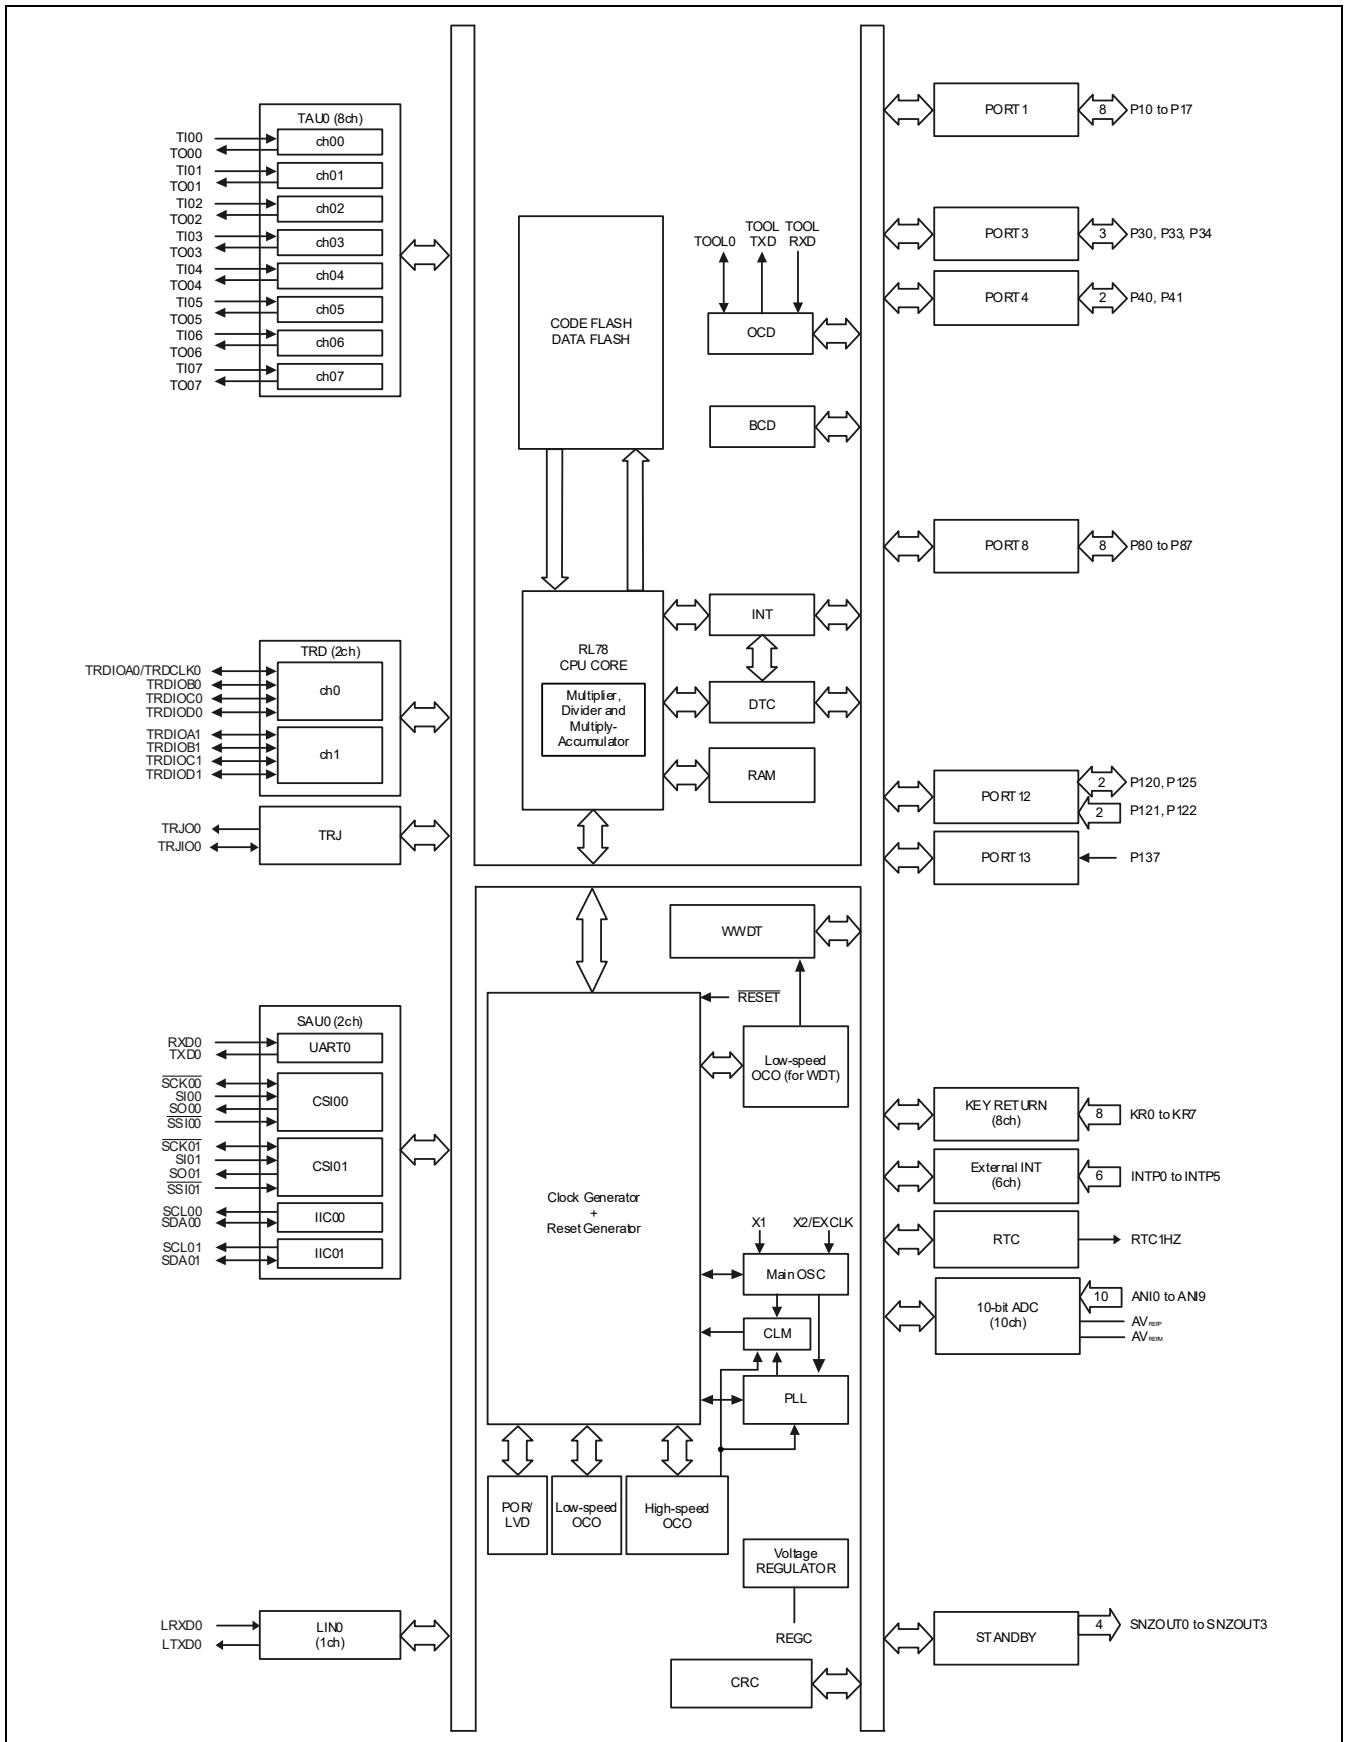 TAU0 (8ch)
TI00
TO00
ch00
TI01
TO01
ch01
TI02
TO02
ch02
TI03
TO03
ch03
TI04
TO04
ch04
TI05
TO05
ch05
TI06
TO06
ch06
TI07
TO07
ch07
TRD (2ch)
TRDIOA0/TRDCLK0
TRDIOB0
TRDIOC0
TRDIOD0
ch0
TRDIOA1
TRDIOB1
TRDIOC1
TRDIOD1
ch1
TRJO0
TRJIO0
TRJ
SAU0 (2ch)
RXD0
TXD0
UART0
SCK00
SI00
SO00
SSI00
CSI00
SCK01
SI01
SO01
SSI01
CSI01
SCL00
SDA00
IIC00
SCL01
SDA01
IIC01
LRXD0
LTXD0
LIN0
(1ch)
CODE FLASH
DATA FLASH
TOOL0
TOOL
TXD
TOOL
RXD
OCD
BCD
RL78
CPU CORE
Multiplier,
Divider and
Multiply-
Accumulator
INT
DTC
RAM
WWDT
RESET
Low-speed
OCO (for WDT)
Clock Generator
+
Reset Generator
X1
X2/EXCLK
Main OSC
CLM
PLL
POR/
LVD
Low-speed
OCO
High-speed
OCO
Voltage
REGULATOR
REGC
CRC
PORT 1
8
P10 to P17
PORT 3
3
P30, P33, P34
PORT 4
2
P40, P41
PORT 8
8
P80 to P87
PORT 12
2
P120, P125
2
P121, P122
PORT 13
P137
KEY RETURN
(8ch)
8
KR0 to KR7
External INT
(6ch)
6
INTP0 to INTP5
RTC
RTC1HZ
10-bit ADC
(10ch)
10
ANI0 to ANI9
AVREFP
AVREFM
STANDBY
4
SNZOUT0 to SNZOUT3